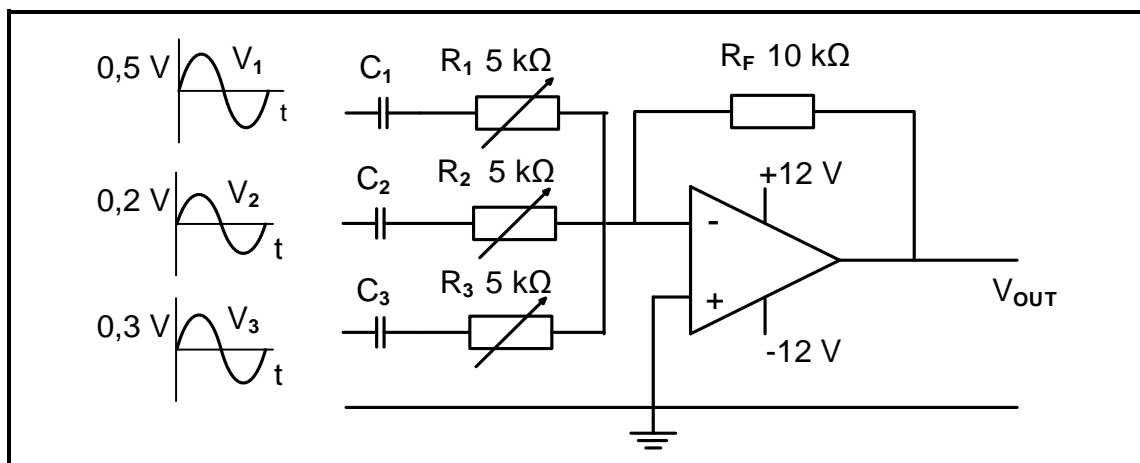 0,5 V V₁ t C₁ R₁ 5 kΩ R_F 10 kΩ
0,2 V V₂ t C₂ R₂ 5 kΩ +12 V
-
0,3 V V₃ t C₃ R₃ 5 kΩ + V_OUT
-12 V